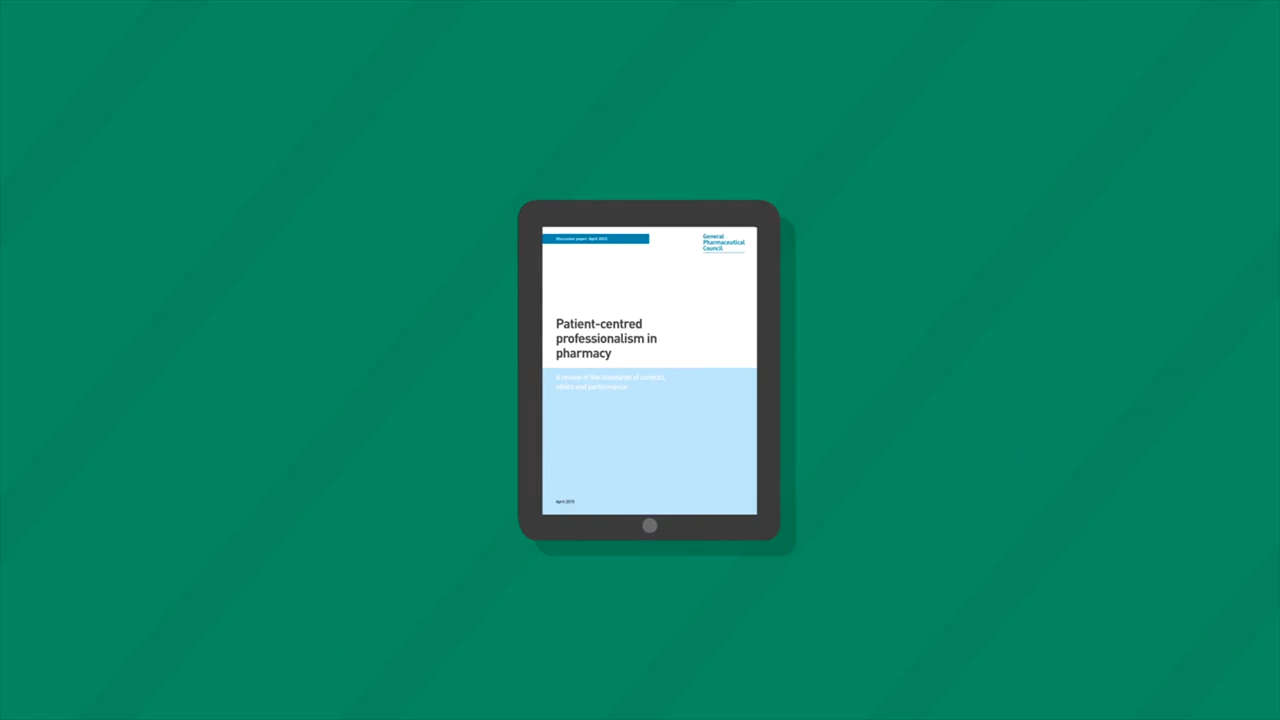 Discussion paper: April 2015
General
Pharmaceutical
Council
Patient-centred
professionalism in
pharmacy
A review of the standards of conduct,
ethics and performance
April 2015